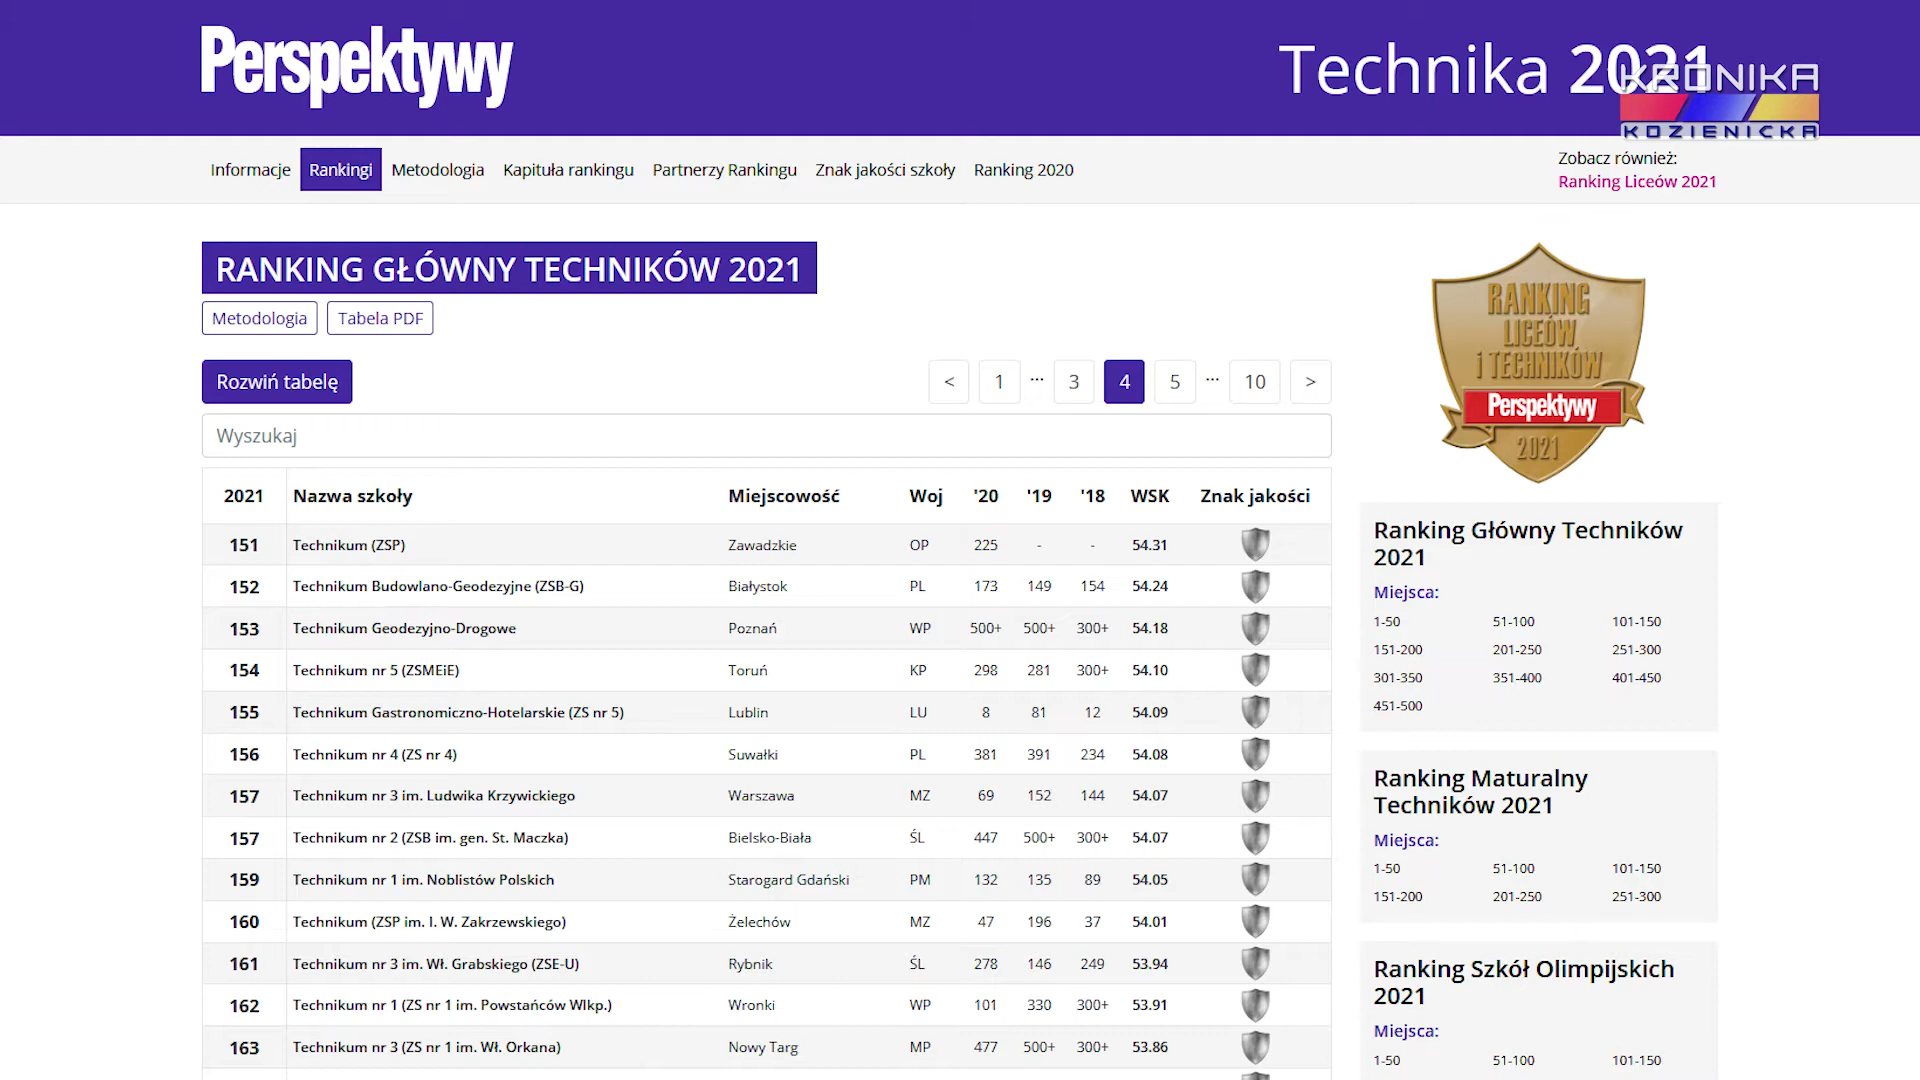 Perspektywy
Technika 2021
KRONIKA
KOZIENICKA
Informacje Rankingi Metodologia Kapituła rankingu Partnerzy Rankingu Znak jakości szkoły Ranking 2020
Zobacz również:
Ranking Liceów 2021
RANKING GŁÓWNY TECHNIKÓW 2021
Metodologia Tabela PDF
Rozwiń tabelę
< 1 ... 3 4 5 ... 10 >
Wyszukaj
2021 Nazwa szkoły Miejscowość Woj '20 '19 '18 WSK Znak jakości
151 Technikum (ZSP) Zawadzkie OP 225 - - 54.31
152 Technikum Budowlano-Geodezyjne (ZSB-G) Białystok PL 173 149 154 54.24
153 Technikum Geodezyjno-Drogowe Poznań WP 500+ 500+ 300+ 54.18
154 Technikum nr 5 (ZSMEiE) Toruń KP 298 281 300+ 54.10
155 Technikum Gastronomiczno-Hotelarskie (ZS nr 5) Lublin LU 8 81 12 54.09
156 Technikum nr 4 (ZS nr 4) Suwałki PL 381 391 234 54.08
157 Technikum nr 3 im. Ludwika Krzywickiego Warszawa MZ 69 152 144 54.07
157 Technikum nr 2 (ZSB im. gen. St. Maczka) Bielsko-Biała ŚL 447 500+ 300+ 54.07
159 Technikum nr 1 im. Noblistów Polskich Starogard Gdański PM 132 135 89 54.05
160 Technikum (ZSP im. I. W. Zakrzewskiego) Żelechów MZ 47 196 37 54.01
161 Technikum nr 3 im. Wł. Grabskiego (ZSE-U) Rybnik ŚL 278 146 249 53.94
162 Technikum nr 1 (ZS nr 1 im. Powstańców Wlkp.) Wronki WP 101 330 300+ 53.91
163 Technikum nr 3 (ZS nr 1 im. Wł. Orkana) Nowy Targ MP 477 500+ 300+ 53.86
RANKING
LICEÓW
i TECHNIKÓW
Perspektywy
2021
Ranking Główny Techników
2021
Miejsca:
1-50 51-100 101-150
151-200 201-250 251-300
301-350 351-400 401-450
451-500
Ranking Maturalny
Techników 2021
Miejsca:
1-50 51-100 101-150
151-200 201-250 251-300
Ranking Szkół Olimpijskich
2021
Miejsca:
1-50 51-100 101-150